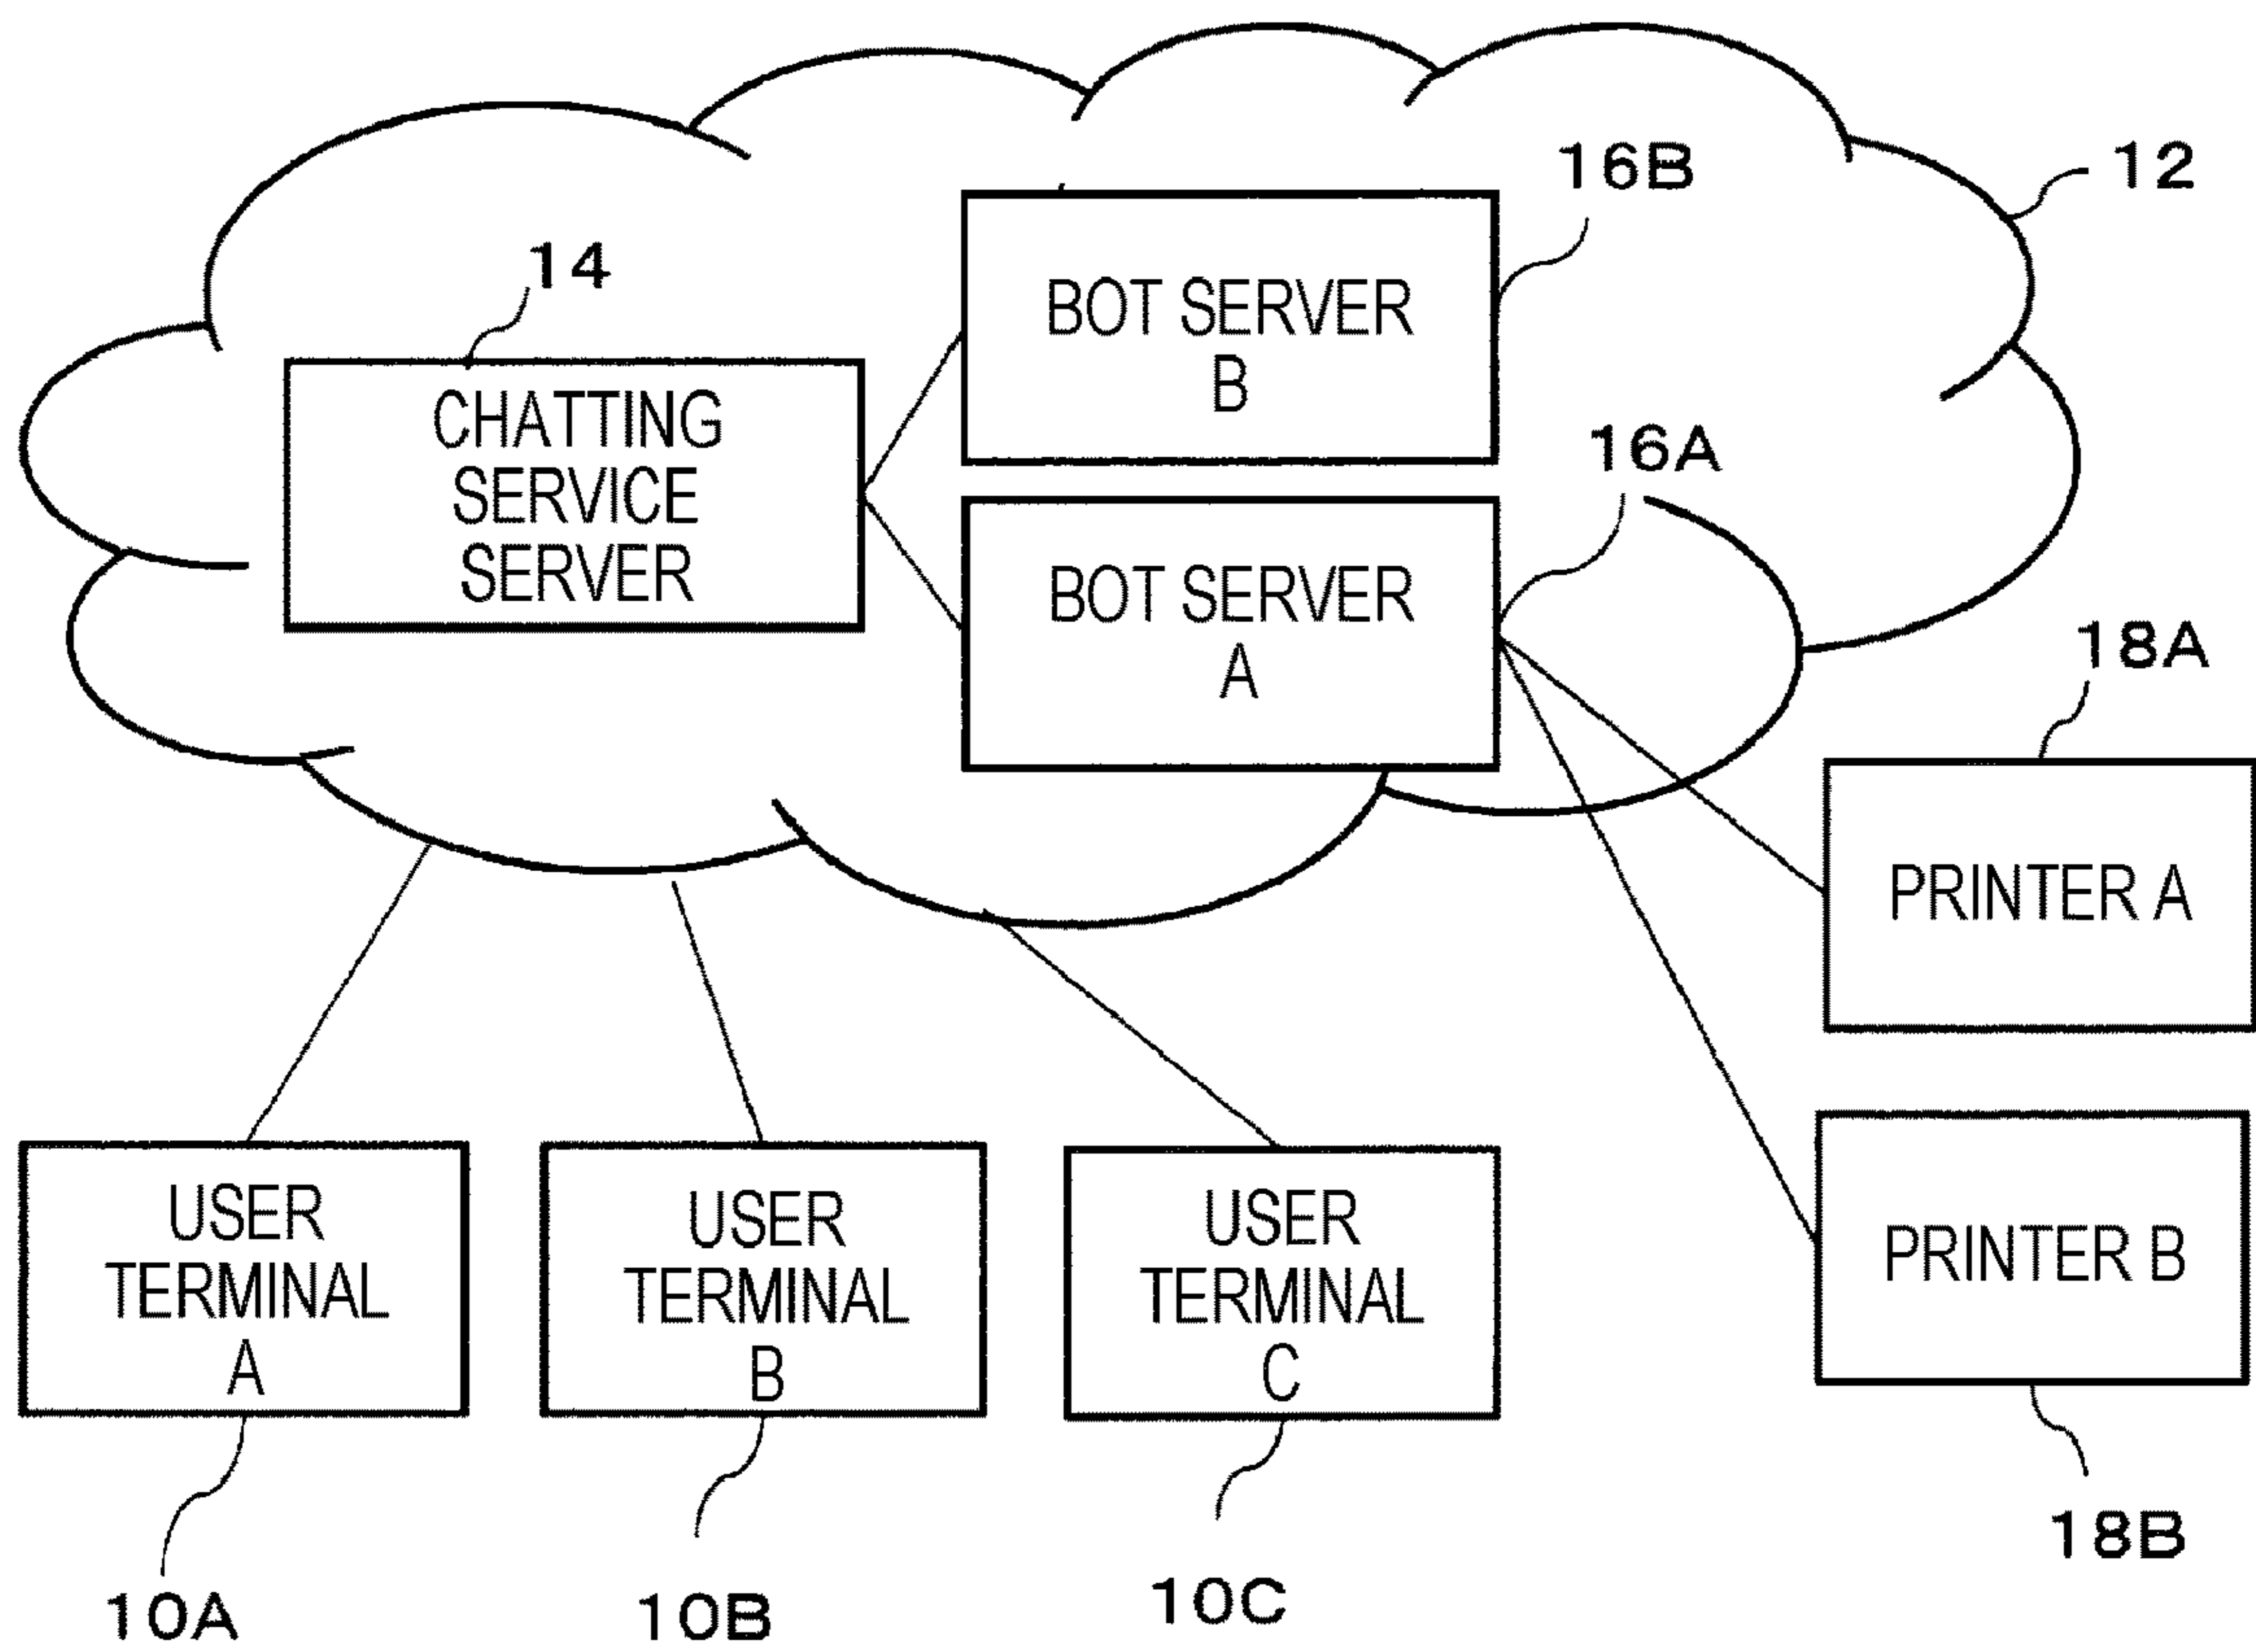 16B
12
14
BOT SERVER
B
CHATTING
SERVICE
SERVER
16A
BOT SERVER
A
18A
PRINTER A
USER
TERMINAL
A
USER
TERMINAL
B
USER
TERMINAL
C
PRINTER B
10A
10B
10C
18B